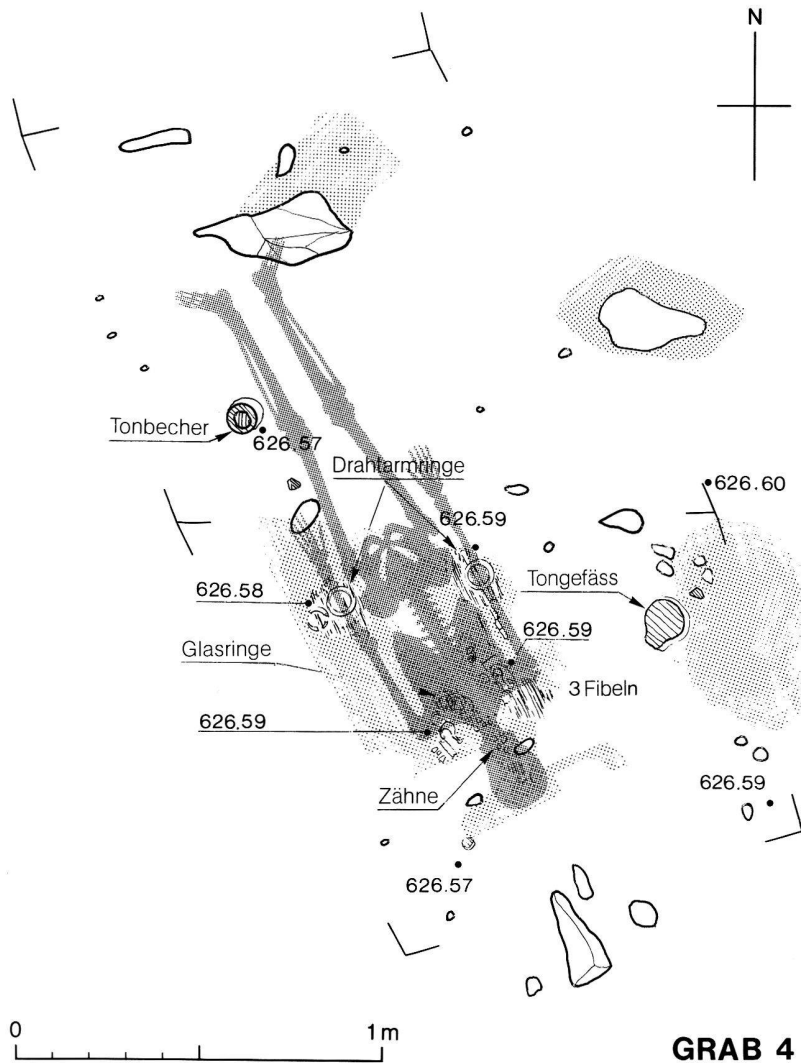 N
Tonbecher
626.57
Drahtarmringe
626.60
626.59
Tongefäss
626.58
626.59
Glasringe
3 Fibeln
626.59
Zähne
626.59
626.57
0
1m
GRAB 4